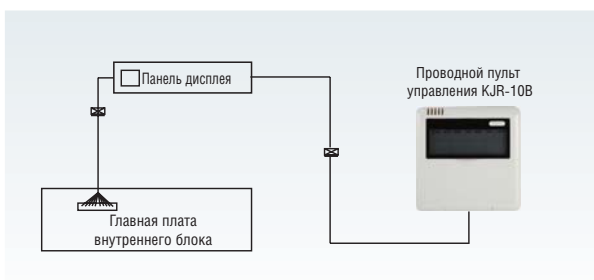 Панель дисплея
Проводной пульт
управления KJR-10B
Главная плата
внутреннего блока